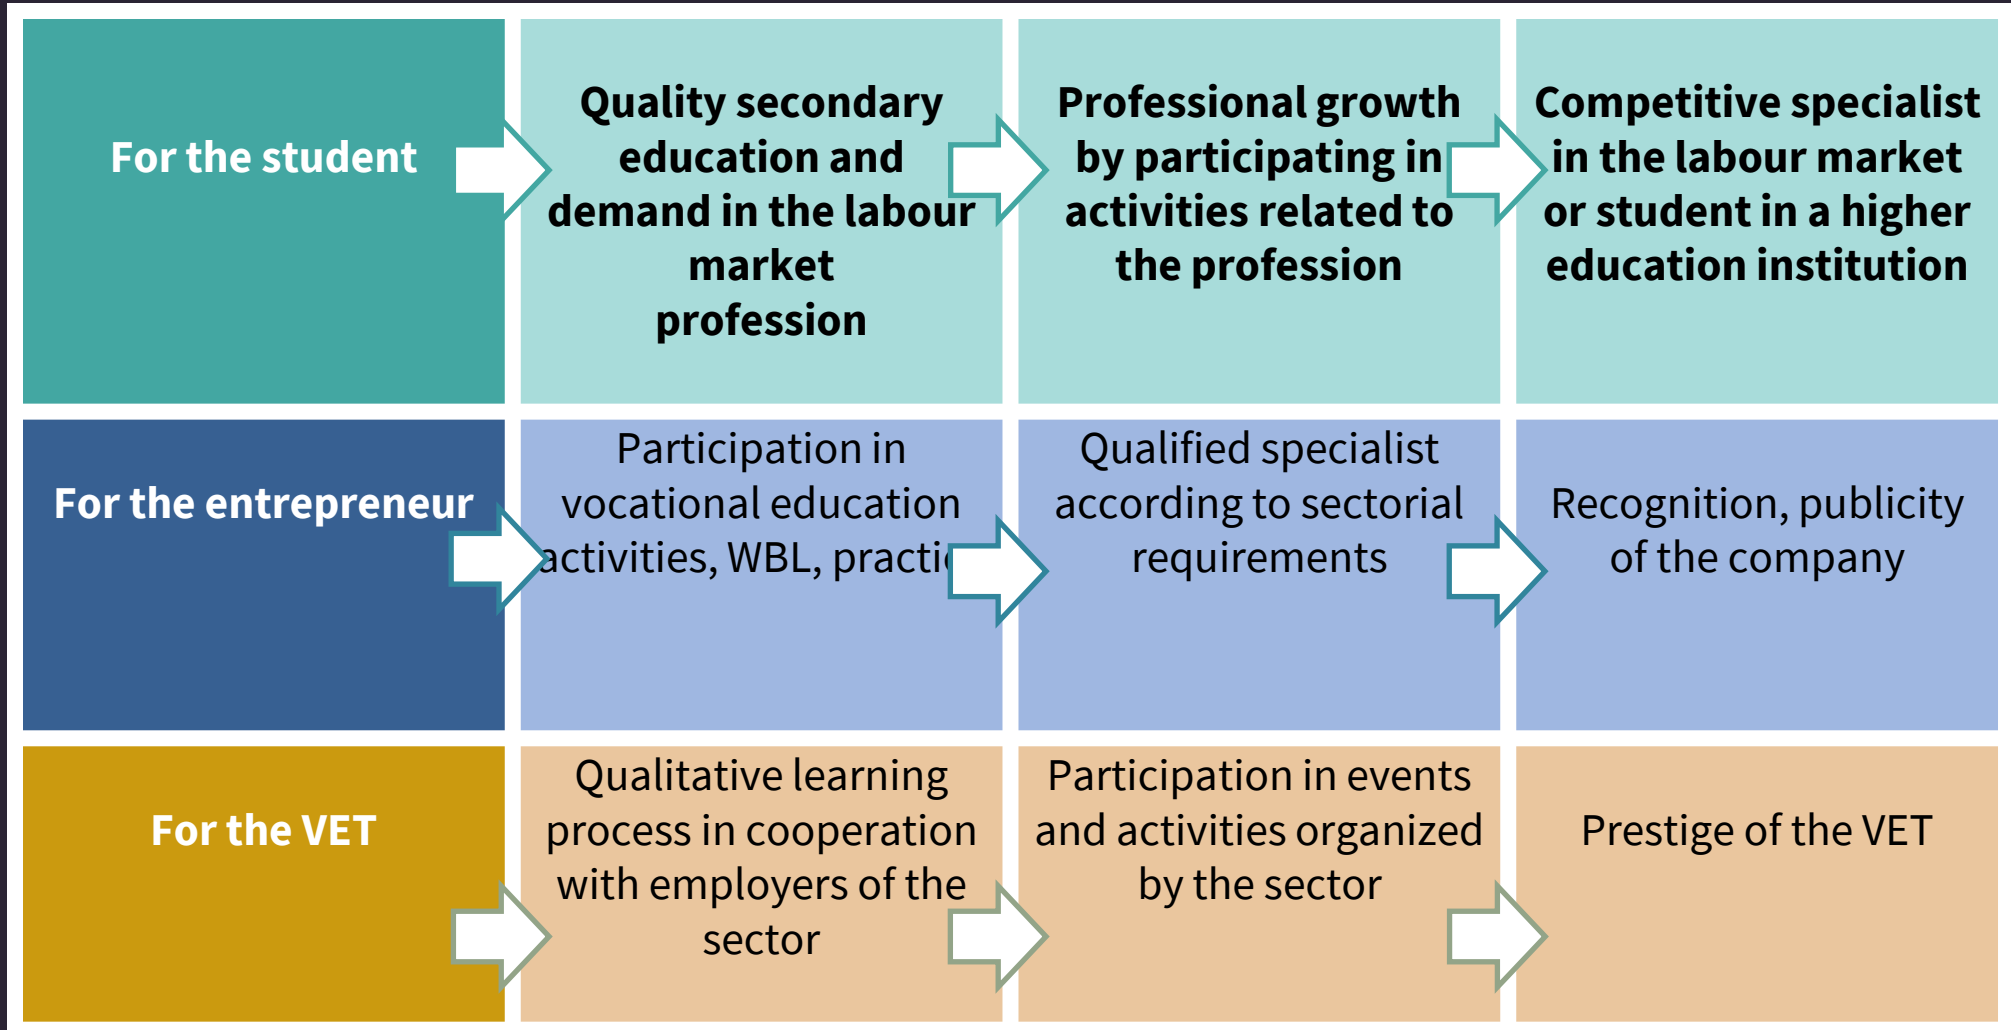 For the student
Quality secondary
education and
demand in the labour
market
profession
Professional growth
by participating in
activities related to
the profession
Competitive specialist
in the labour market
or student in a higher
education institution
For the entrepreneur
Participation in
vocational education
activities, WBL,
Qualified specialist
according to sectorial
requirements
Recognition, publicity
of the company
For the VET
Qualitative learning
process in cooperation
with employers of the
sector
Participation in events
and activities organized
by the sector
Prestige of the VET